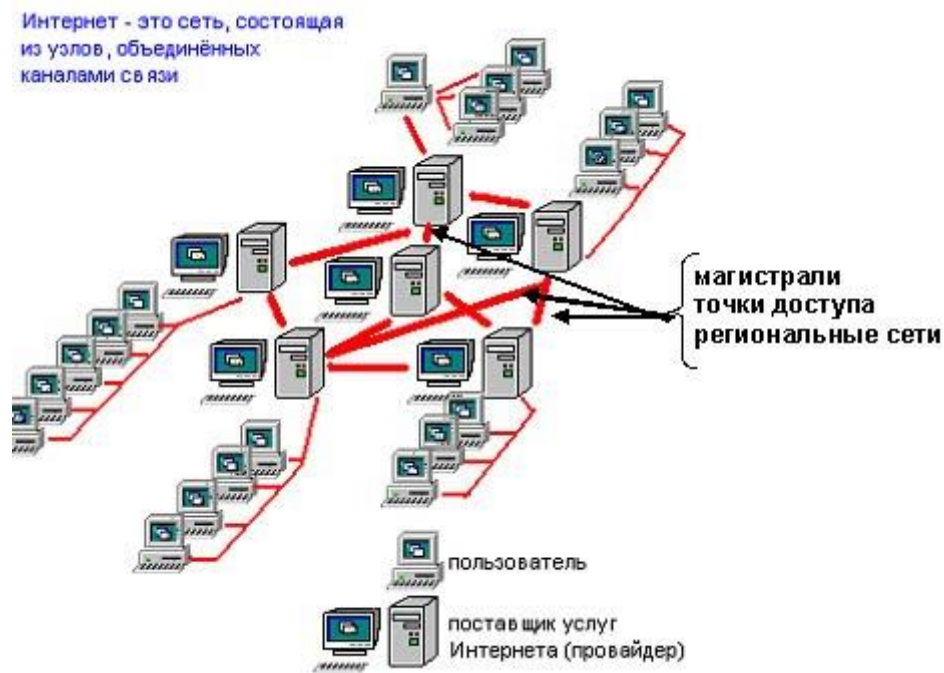 Интернет - это сеть, состоящая
из узлов, объединённых
каналами связи
магистрали
точки доступа
региональные сети
пользователь
поставщик услуг
Интернета (провайдер)